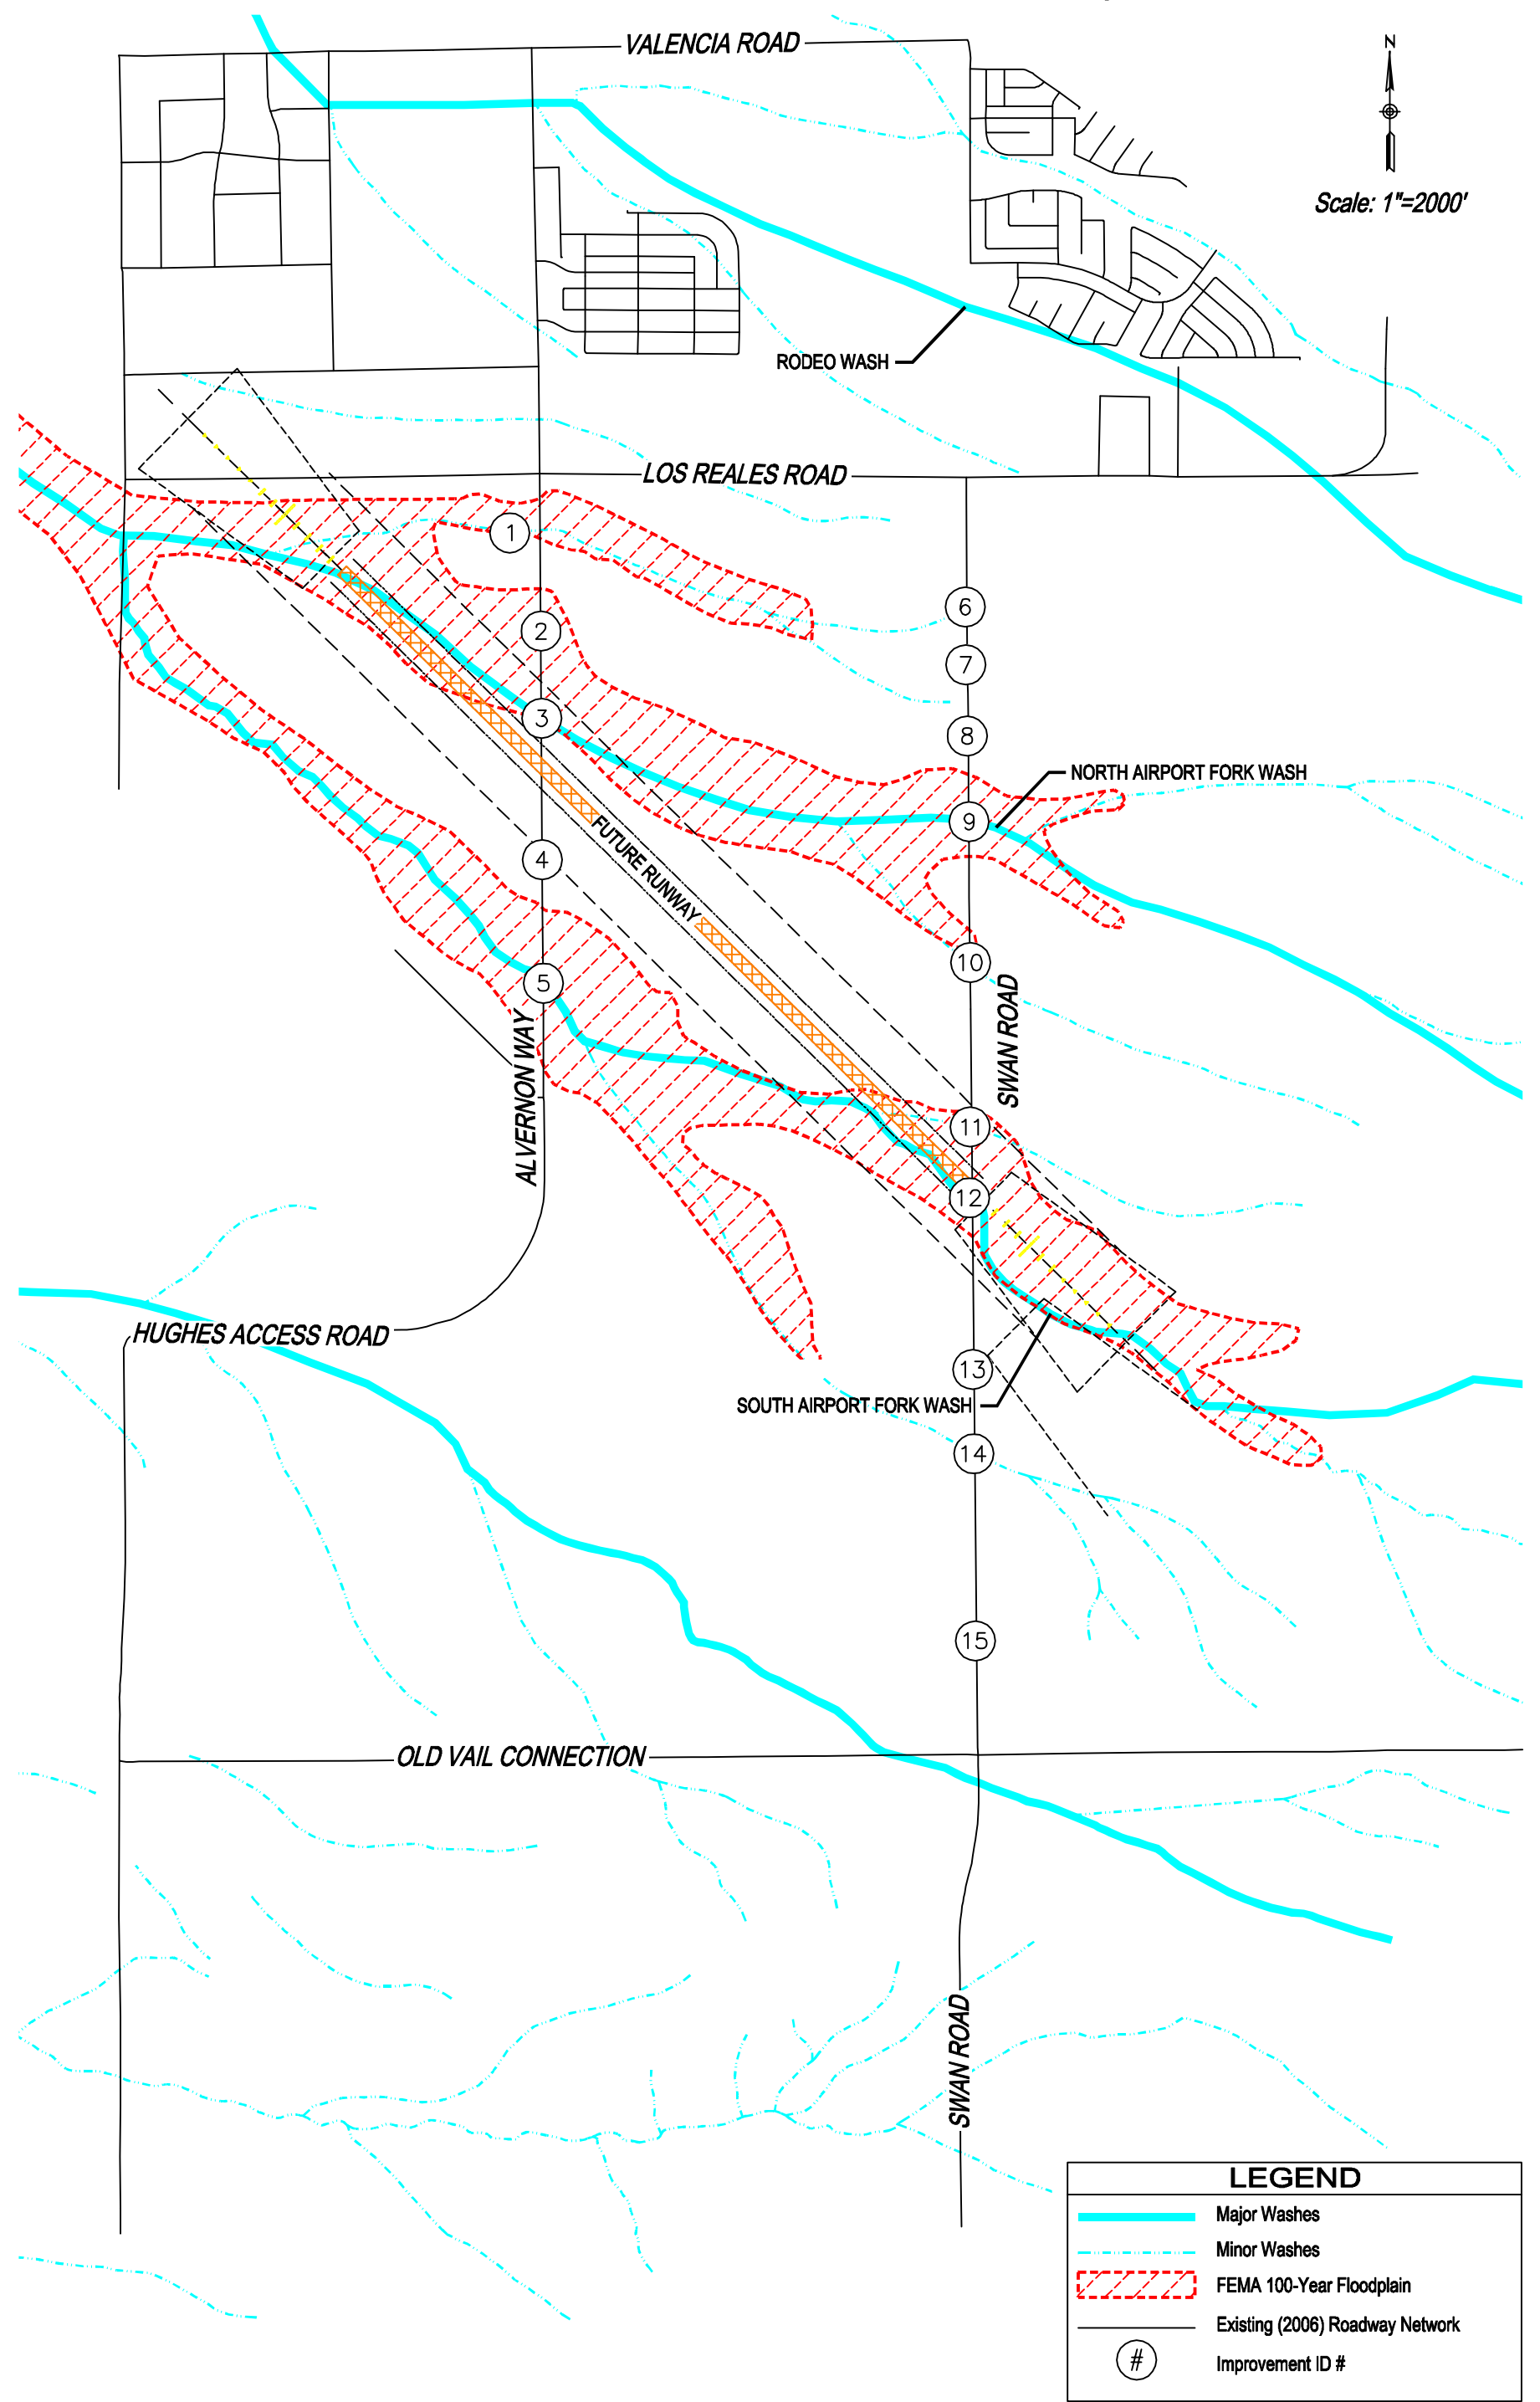 VALENCIA ROAD
N
Scale: 1"=2000'
RODEO WASH
LOS REALES ROAD
1
2
3
4
5
6
7
8
9
NORTH AIRPORT FORK WASH
FUTURE RUNWAY
10
SWAN ROAD
ALVERNON WAY
11
12
HUGHES ACCESS ROAD
13
SOUTH AIRPORT FORK WASH
14
15
OLD VAIL CONNECTION
SWAN ROAD
LEGEND
Major Washes
Minor Washes
FEMA 100-Year Floodplain
Existing (2006) Roadway Network
# Improvement ID #